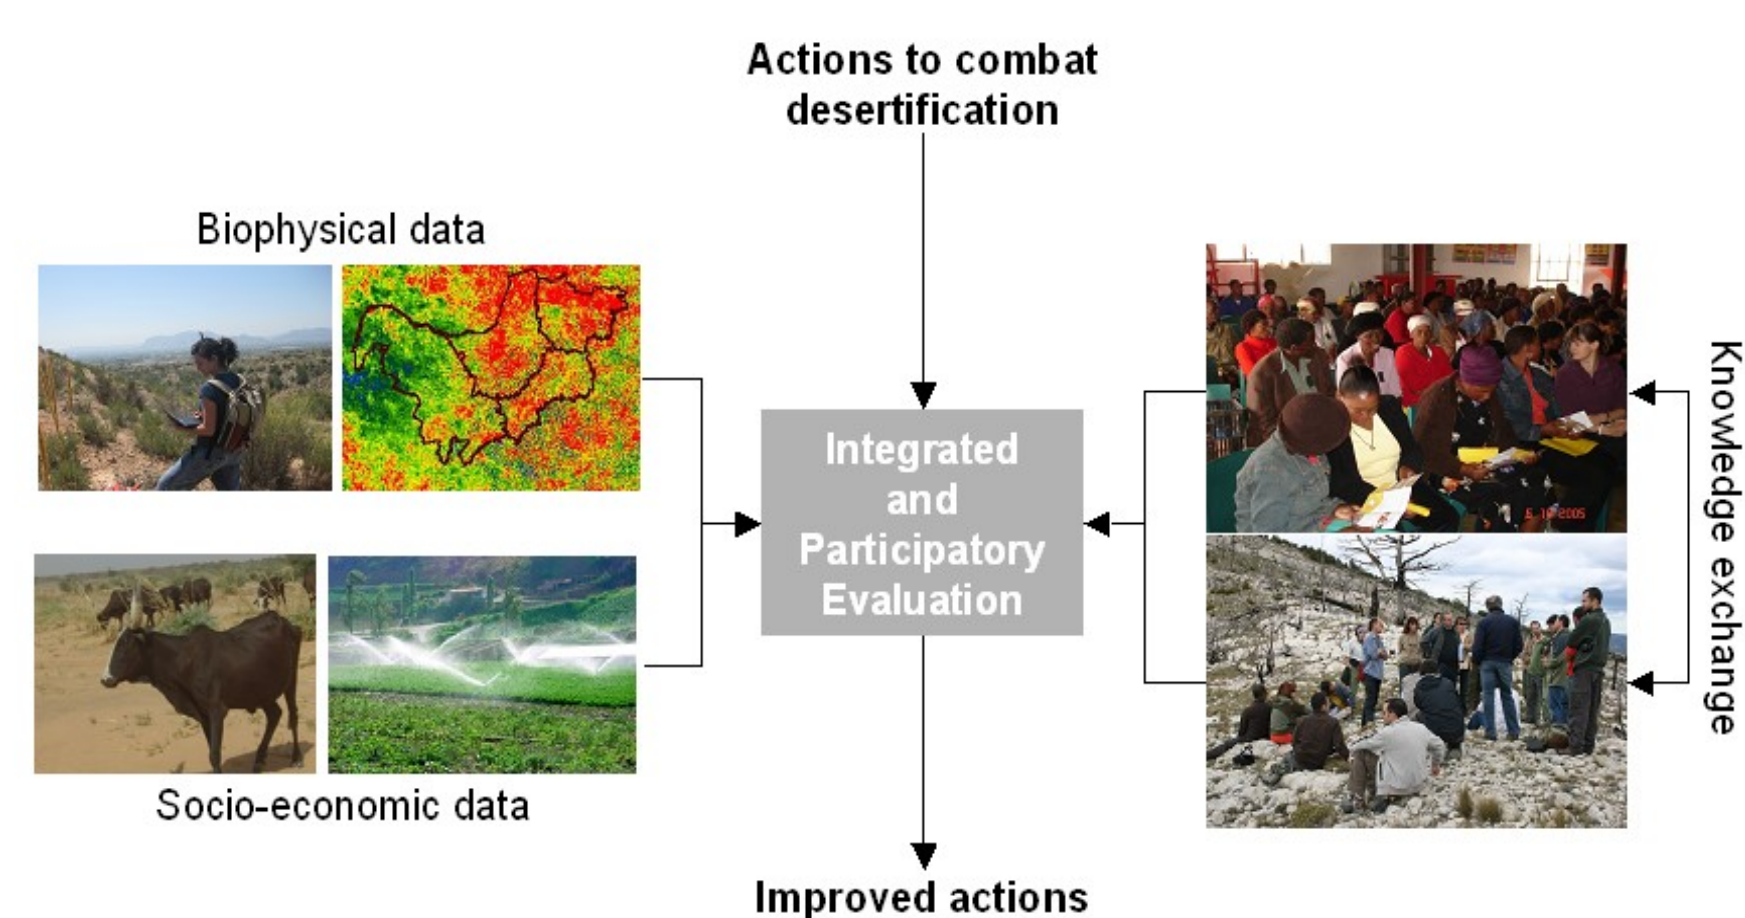 Actions to combat
desertification
Biophysical data
Integrated
and
Participatory
Evaluation
Knowledge exchange
Socio-economic data
Improved actions